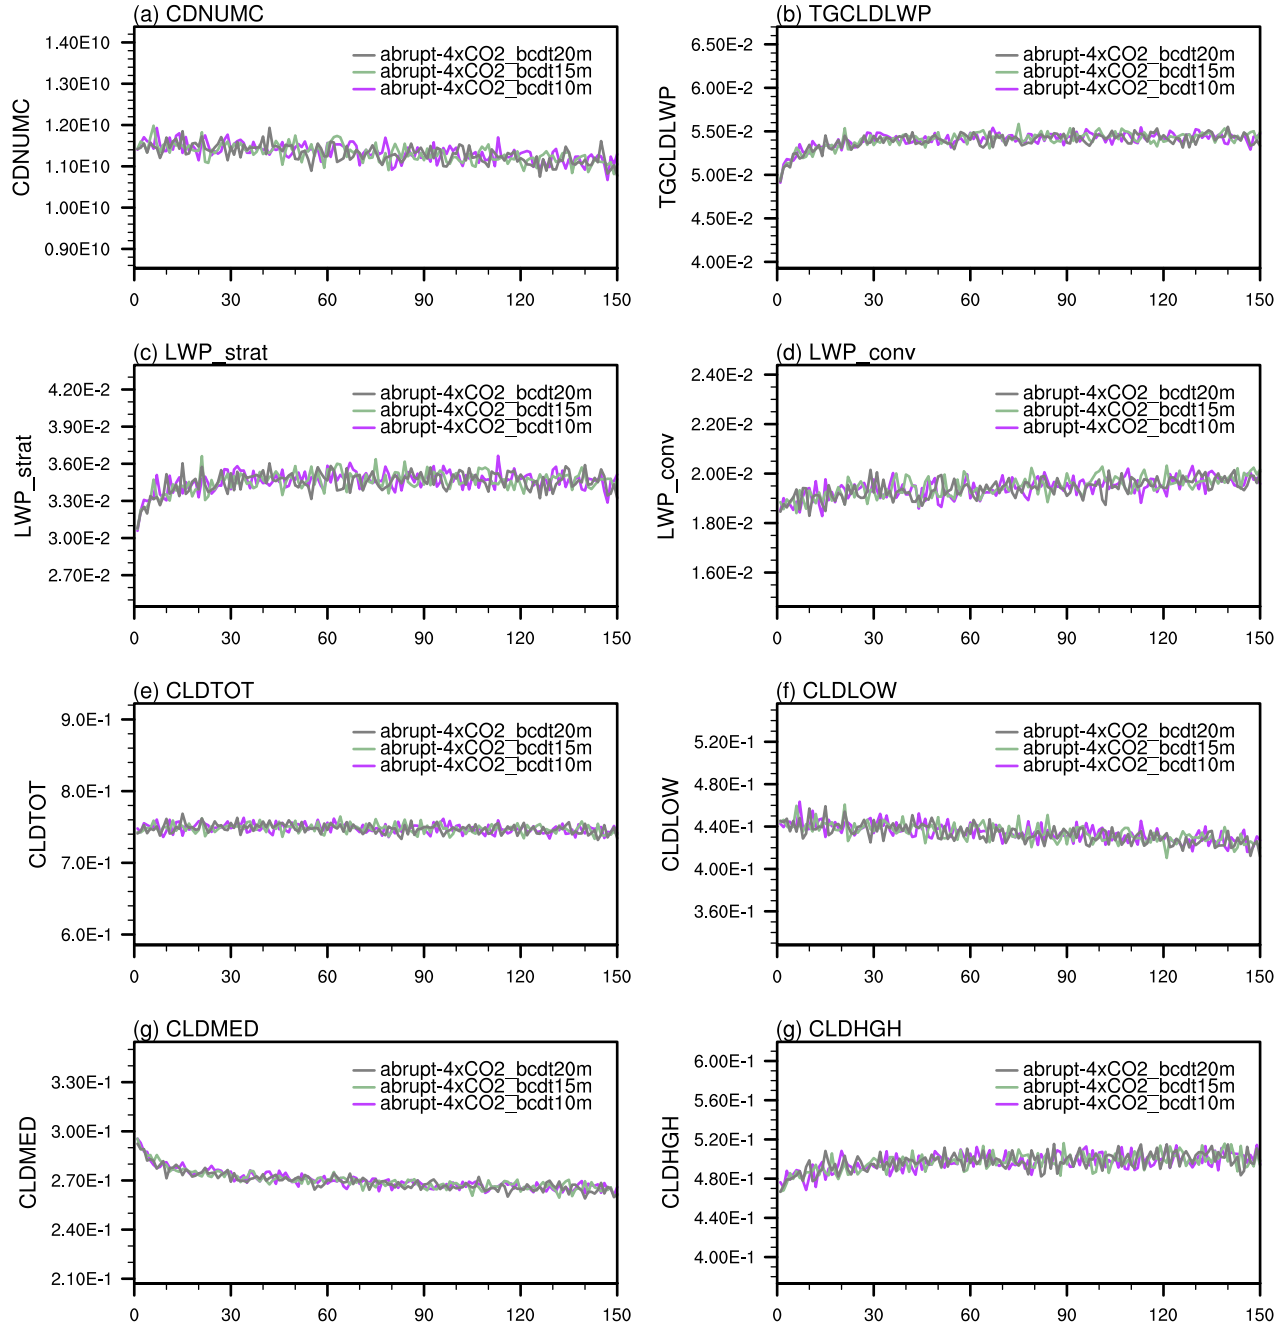 (a) CDNUMC
CDNUMC
1.40E10
1.30E10
1.20E10
1.10E10
1.00E10
0.90E10
abrupt-4xCO2_bcdt20m
abrupt-4xCO2_bcdt15m
abrupt-4xCO2_bcdt10m
0 30 60 90 120 150
(b) TGCLDLWP
TGCLDLWP
6.50E-2
6.00E-2
5.50E-2
5.00E-2
4.50E-2
4.00E-2
abrupt-4xCO2_bcdt20m
abrupt-4xCO2_bcdt15m
abrupt-4xCO2_bcdt10m
0 30 60 90 120 150
(c) LWP_strat
LWP_strat
4.20E-2
3.90E-2
3.60E-2
3.30E-2
3.00E-2
2.70E-2
abrupt-4xCO2_bcdt20m
abrupt-4xCO2_bcdt15m
abrupt-4xCO2_bcdt10m
0 30 60 90 120 150
(d) LWP_conv
LWP_conv
2.40E-2
2.20E-2
2.00E-2
1.80E-2
1.60E-2
abrupt-4xCO2_bcdt20m
abrupt-4xCO2_bcdt15m
abrupt-4xCO2_bcdt10m
0 30 60 90 120 150
(e) CLDTOT
CLDTOT
9.0E-1
8.0E-1
7.0E-1
6.0E-1
abrupt-4xCO2_bcdt20m
abrupt-4xCO2_bcdt15m
abrupt-4xCO2_bcdt10m
0 30 60 90 120 150
(f) CLDLOW
CLDLOW
5.20E-1
4.80E-1
4.40E-1
4.00E-1
3.60E-1
abrupt-4xCO2_bcdt20m
abrupt-4xCO2_bcdt15m
abrupt-4xCO2_bcdt10m
0 30 60 90 120 150
(g) CLDMED
CLDMED
3.30E-1
3.00E-1
2.70E-1
2.40E-1
2.10E-1
abrupt-4xCO2_bcdt20m
abrupt-4xCO2_bcdt15m
abrupt-4xCO2_bcdt10m
0 30 60 90 120 150
(g) CLDHGH
CLDHGH
6.00E-1
5.60E-1
5.20E-1
4.80E-1
4.40E-1
4.00E-1
abrupt-4xCO2_bcdt20m
abrupt-4xCO2_bcdt15m
abrupt-4xCO2_bcdt10m
0 30 60 90 120 150